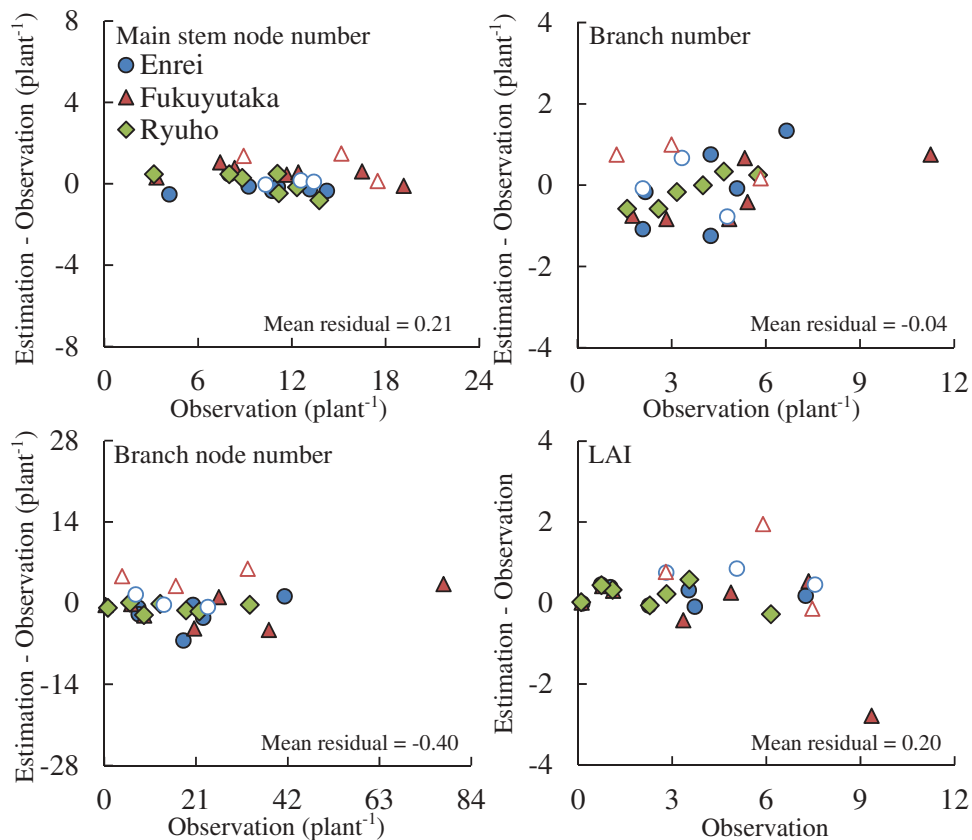 Main stem node number
Enrei
Fukuyutaka
Ryuho
Estimation - Observation (plant⁻¹)
8
4
0
-4
-8
Mean residual = 0.21
0 6 12 18 24
Observation (plant⁻¹)
Branch number
Estimation - Observation (plant⁻¹)
4
2
0
-2
-4
Mean residual = -0.04
0 3 6 9 12
Observation (plant⁻¹)
Branch node number
Estimation - Observation (plant⁻¹)
28
14
0
-14
-28
Mean residual = -0.40
0 21 42 63 84
Observation (plant⁻¹)
LAI
Estimation - Observation
4
2
0
-2
-4
Mean residual = 0.20
0 3 6 9 12
Observation